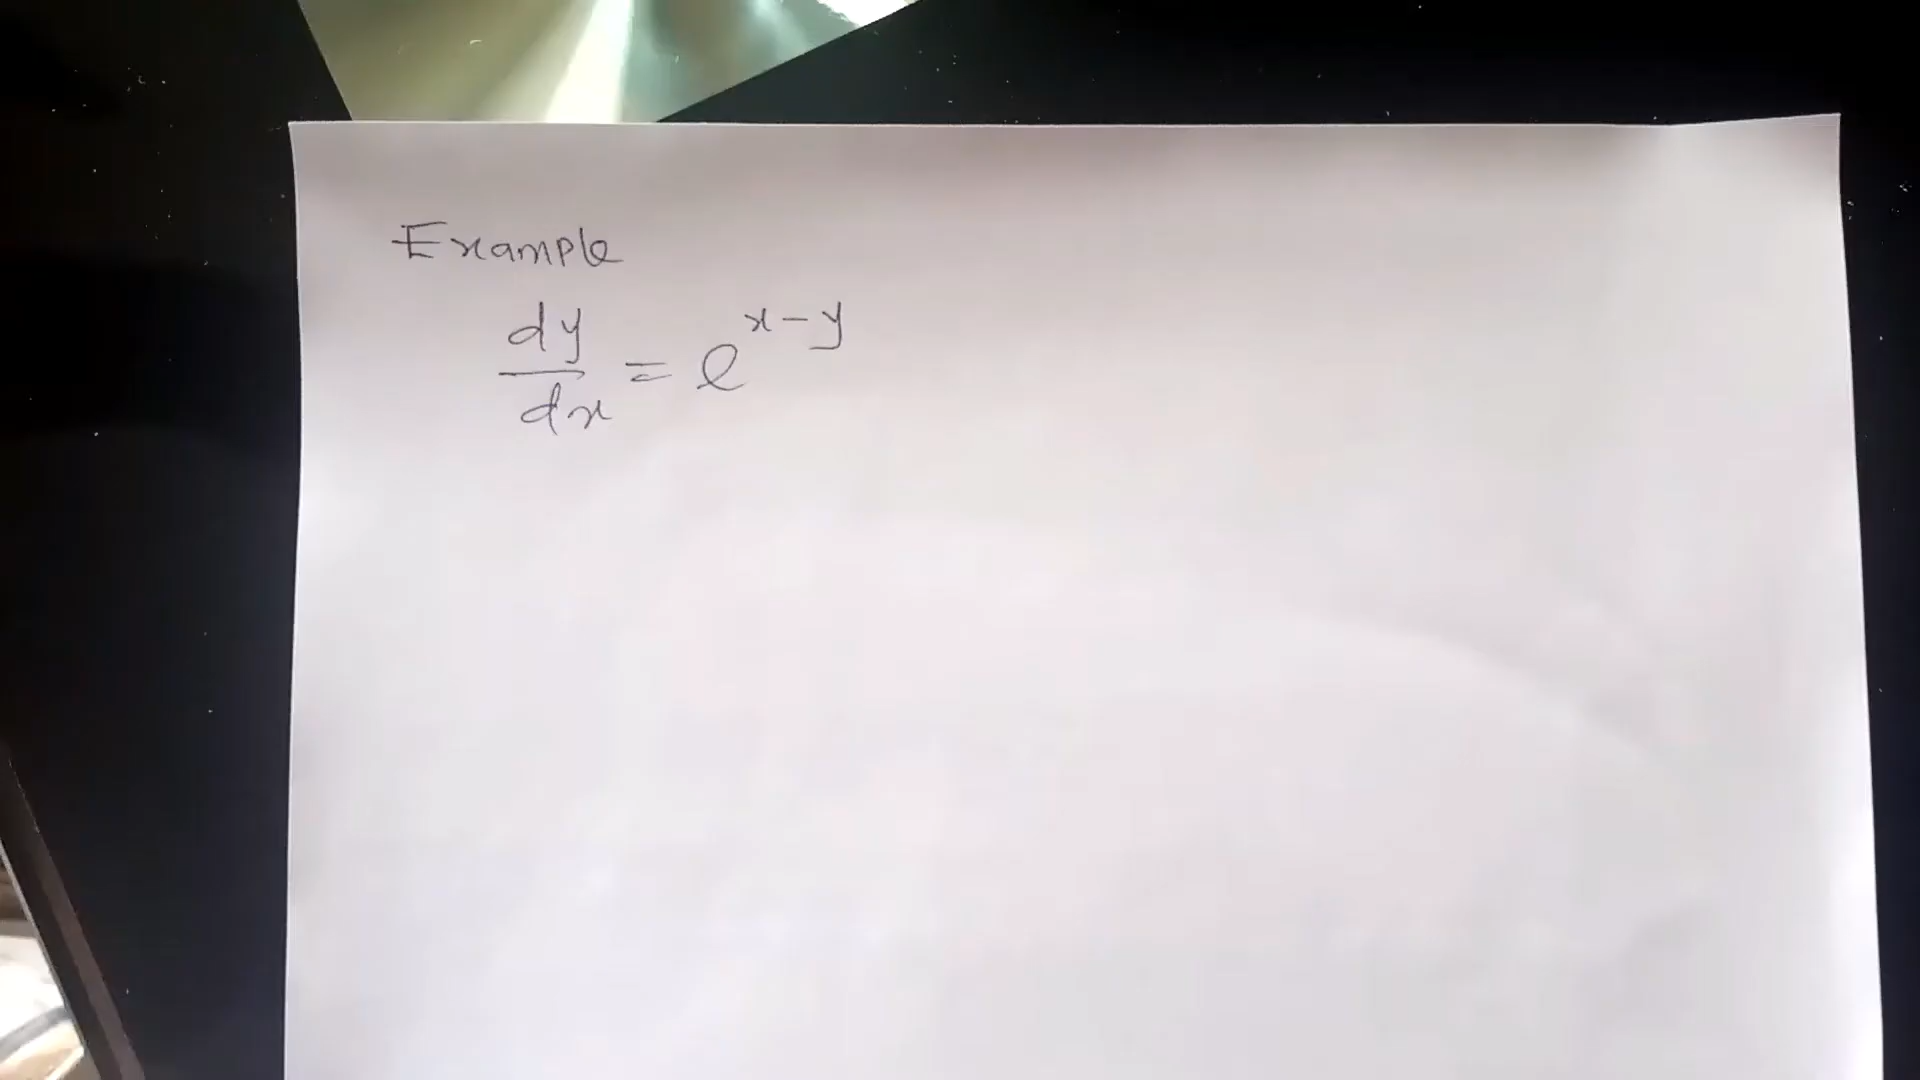 Example
dy/dx = e^{x-y}